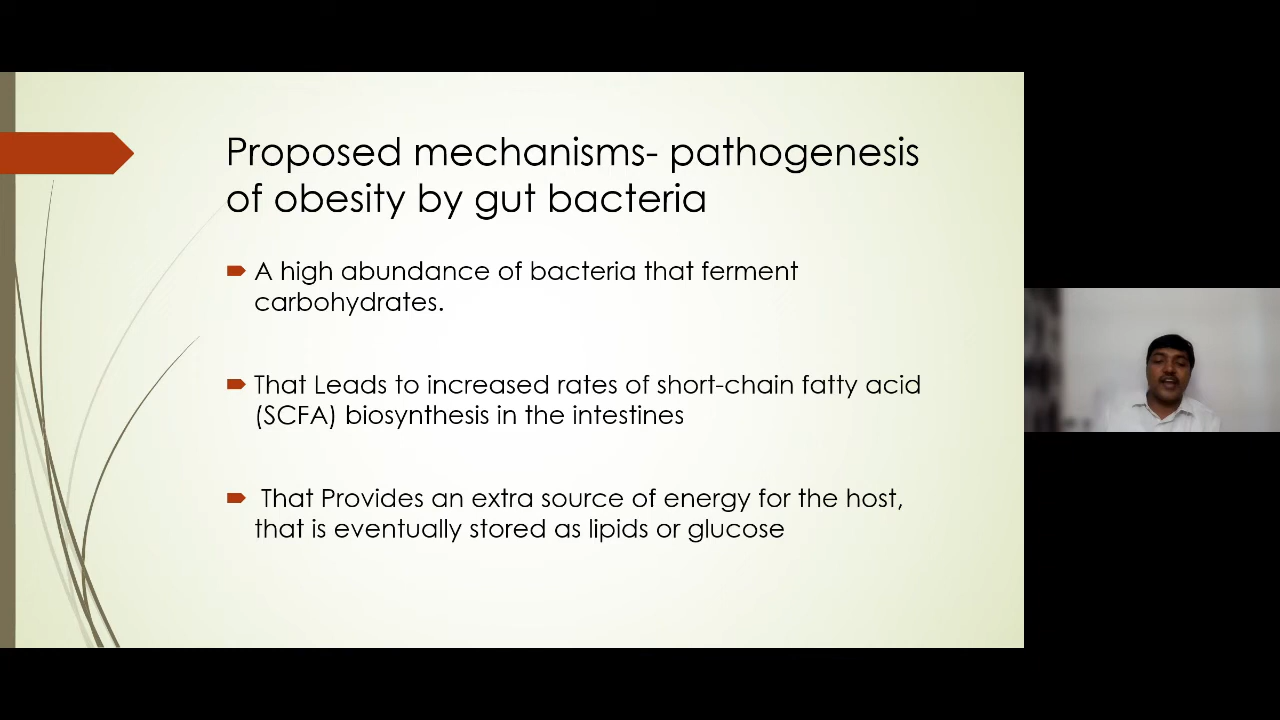 Proposed mechanisms- pathogenesis
of obesity by gut bacteria
A high abundance of bacteria that ferment
carbohydrates.
That Leads to increased rates of short-chain fatty acid
(SCFA) biosynthesis in the intestines
That Provides an extra source of energy for the host,
that is eventually stored as lipids or glucose